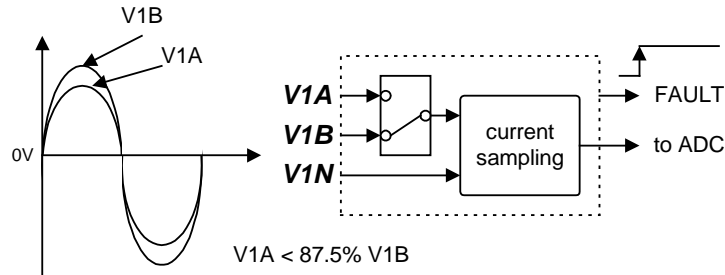 V1B
V1A
0V
V1A < 87.5% V1B
V1A
V1B
V1N
current
sampling
FAULT
to ADC